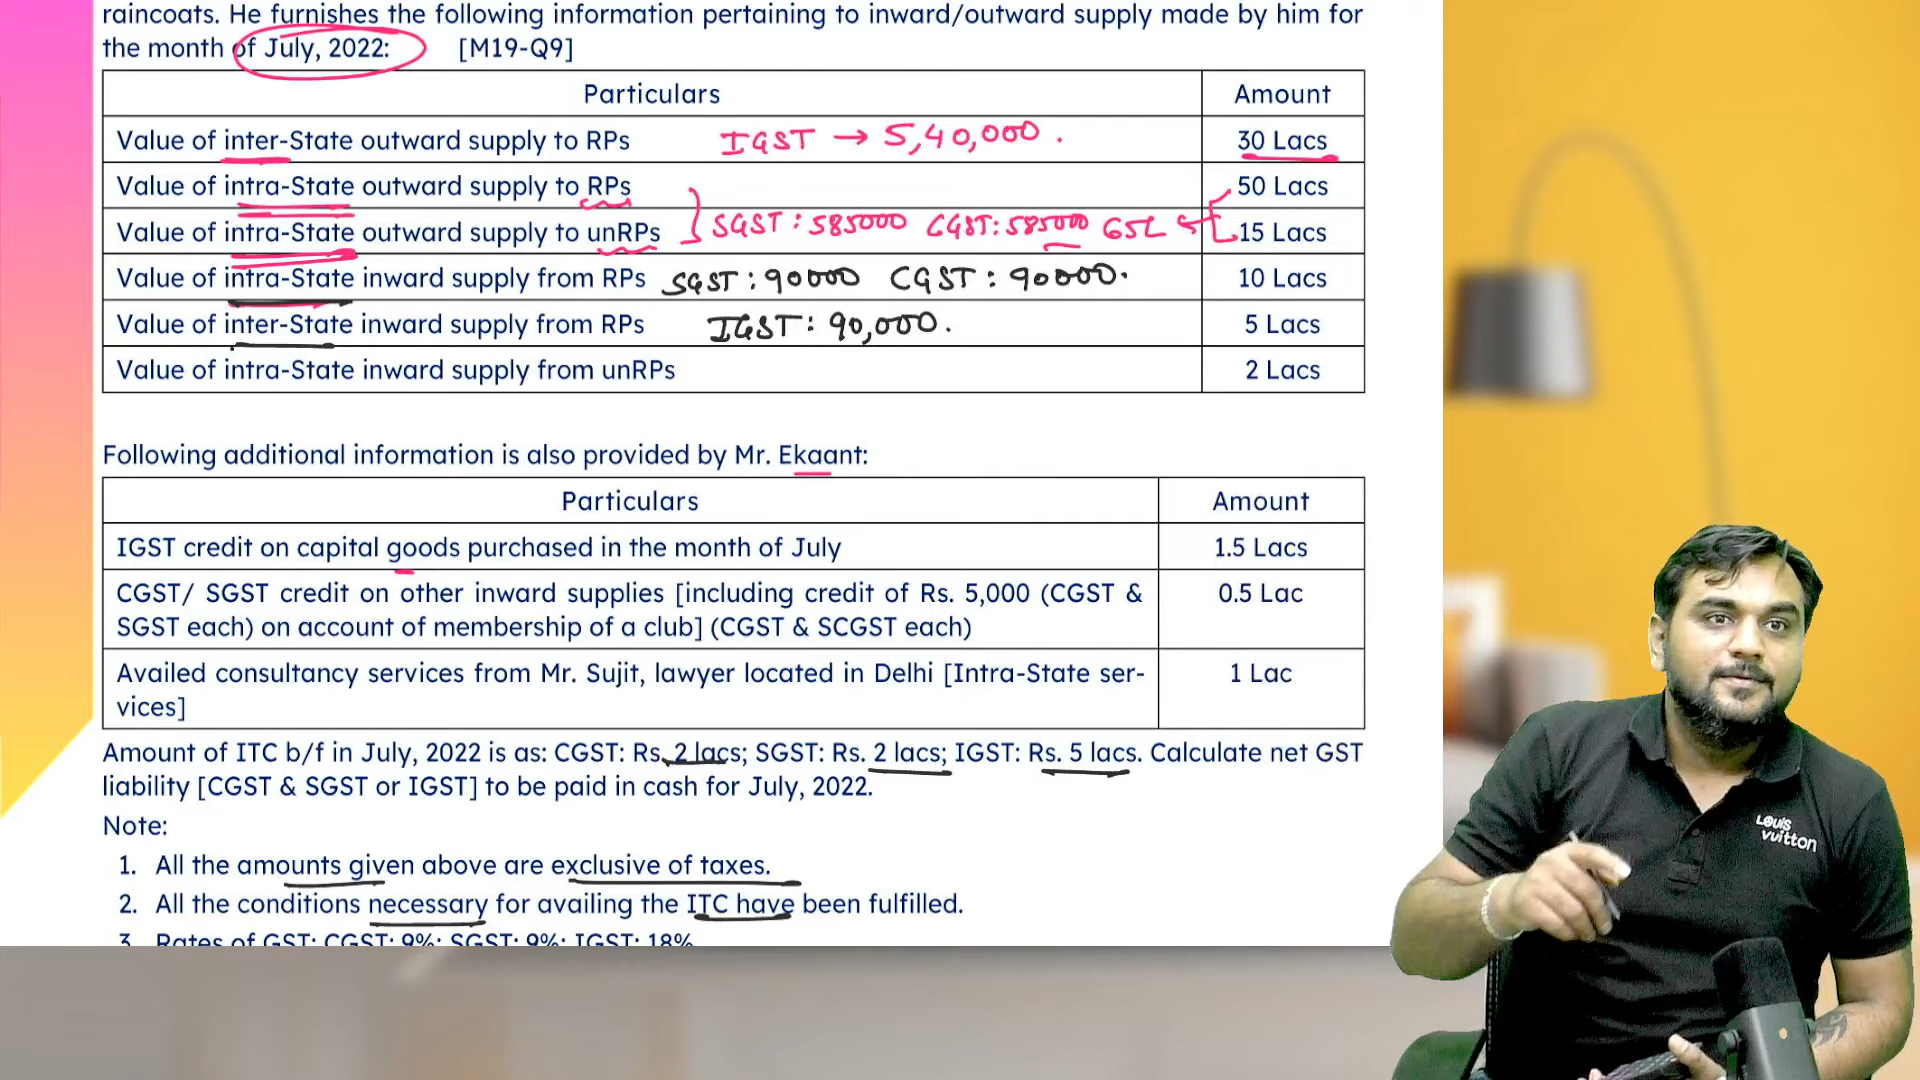 raincoats. He furnishes the following information pertaining to inward/outward supply made by him for
the month of July, 2022: [M19-Q9]
Particulars Amount
Value of inter-State outward supply to RPs IGST → 5,40,000. 30 Lacs
Value of intra-State outward supply to RPs 50 Lacs
Value of intra-State outward supply to unRPs SGST: 585000 CGST: 585000 65L 15 Lacs
Value of intra-State inward supply from RPs SGST: 90000 CGST: 90000. 10 Lacs
Value of inter-State inward supply from RPs IGST: 90,000. 5 Lacs
Value of intra-State inward supply from unRPs 2 Lacs
Following additional information is also provided by Mr. Ekaant:
Particulars Amount
IGST credit on capital goods purchased in the month of July 1.5 Lacs
CGST/ SGST credit on other inward supplies [including credit of Rs. 5,000 (CGST & 0.5 Lac
SGST each) on account of membership of a club] (CGST & SCGST each)
Availed consultancy services from Mr. Sujit, lawyer located in Delhi [Intra-State ser- 1 Lac
vices]
Amount of ITC b/f in July, 2022 is as: CGST: Rs. 2 lacs; SGST: Rs. 2 lacs; IGST: Rs. 5 lacs. Calculate net GST
liability [CGST & SGST or IGST] to be paid in cash for July, 2022.
Note:
1. All the amounts given above are exclusive of taxes.
2. All the conditions necessary for availing the ITC have been fulfilled.
3. Rates of GST: CGST: 9%; SGST: 9%; IGST: 18%
Louis
vuitton